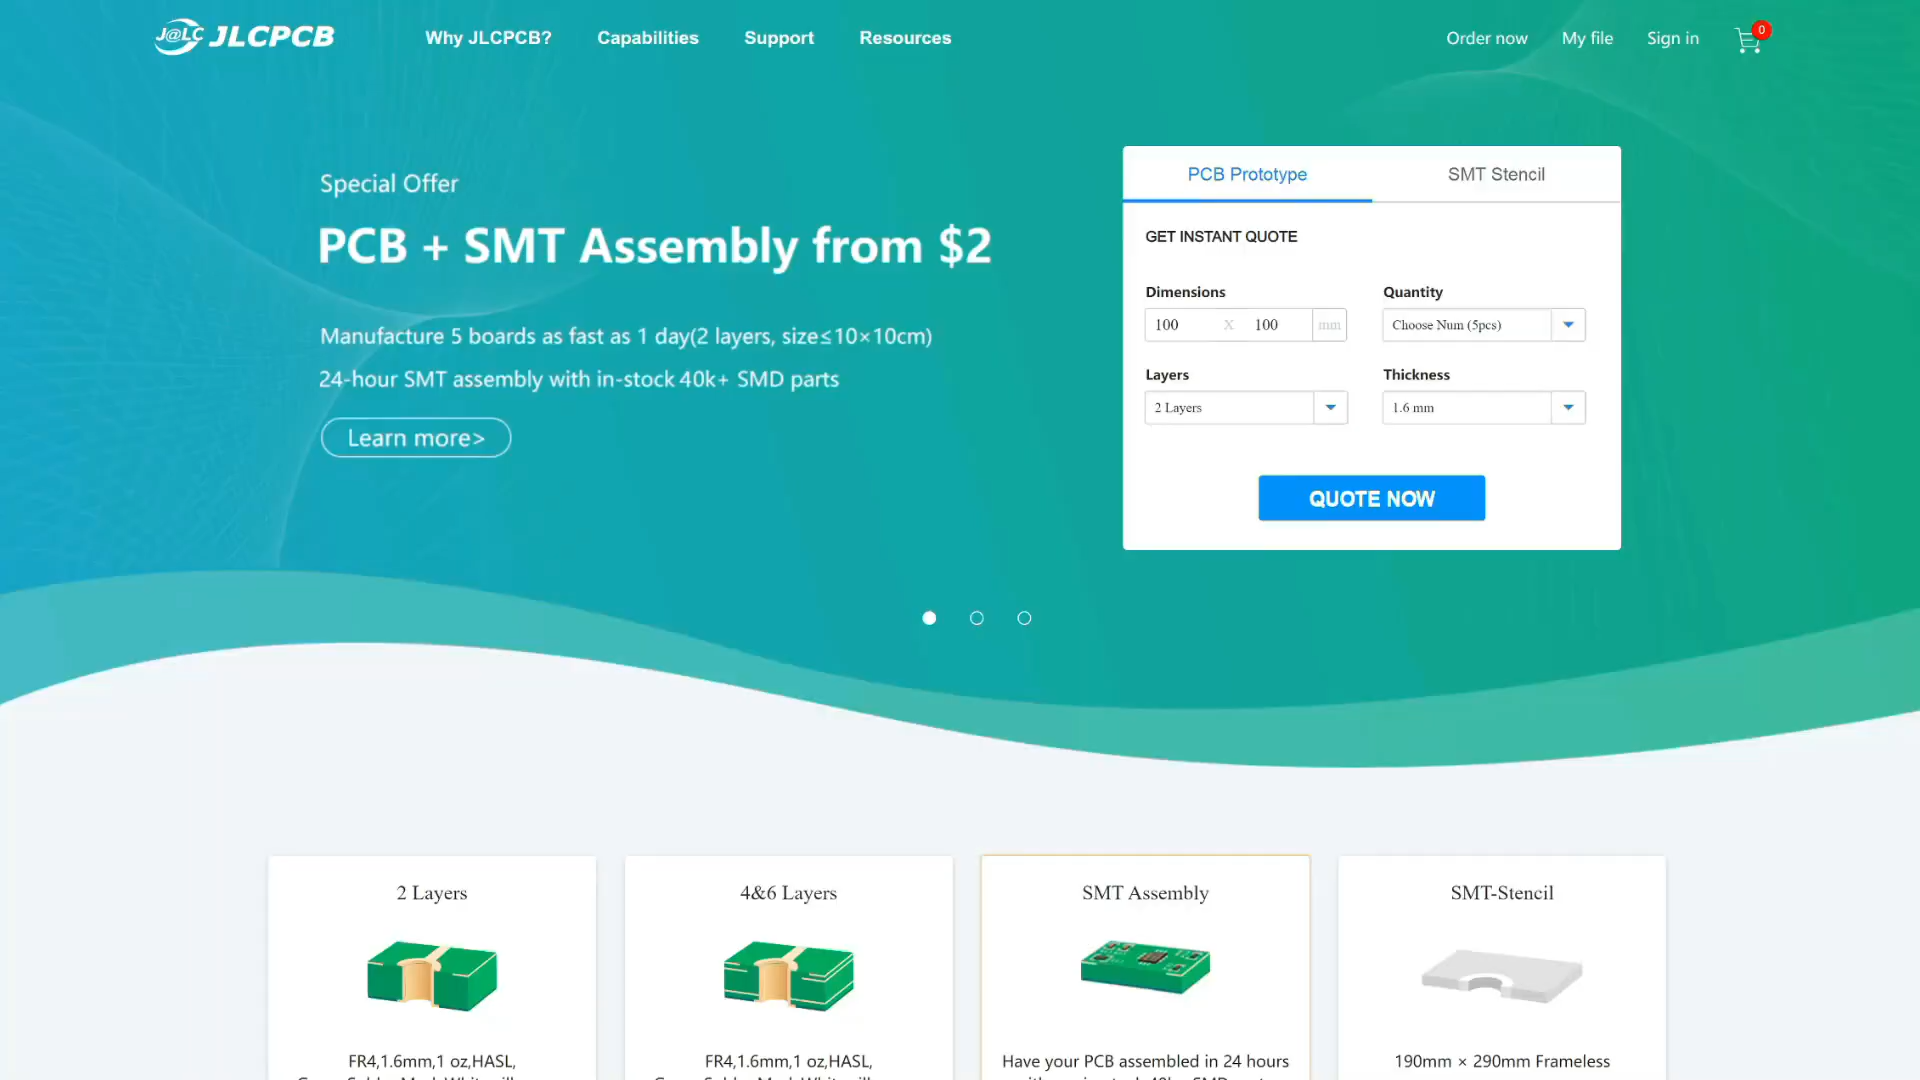 J@LC JLCPCB
Why JLCPCB?
Capabilities
Support
Resources
Order now
My file
Sign in
0
Special Offer
PCB + SMT Assembly from $2
Manufacture 5 boards as fast as 1 day(2 layers, size≤10×10cm)
24-hour SMT assembly with in-stock 40k+ SMD parts
Learn more>
PCB Prototype
SMT Stencil
GET INSTANT QUOTE
Dimensions
Quantity
100 X 100 mm
Choose Num (5pcs)
Layers
Thickness
2 Layers
1.6 mm
QUOTE NOW
2 Layers
4&6 Layers
SMT Assembly
SMT-Stencil
FR4,1.6mm,1 oz,HASL,
FR4,1.6mm,1 oz,HASL,
Have your PCB assembled in 24 hours
190mm × 290mm Frameless